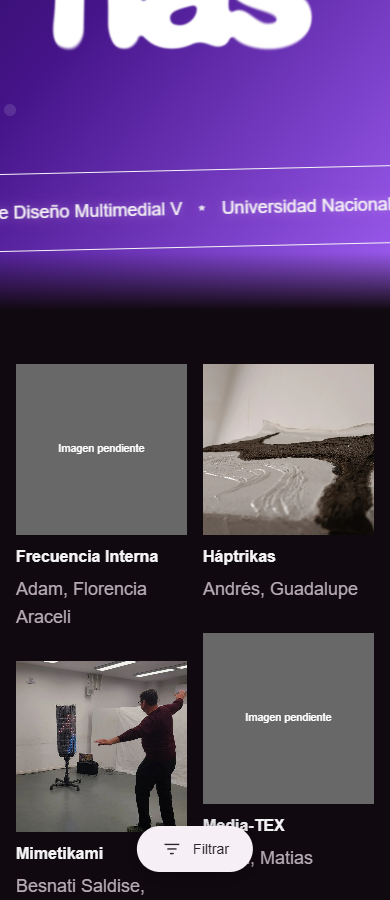 e Diseño Multimedial V * Universidad Nacional
Imagen pendiente
Frecuencia Interna
Adam, Florencia
Araceli
Háptrikas
Andrés, Guadalupe
Mimetikami
Besnati Saldise,
Imagen pendiente
Media-TEX
, Matias
Filtrar